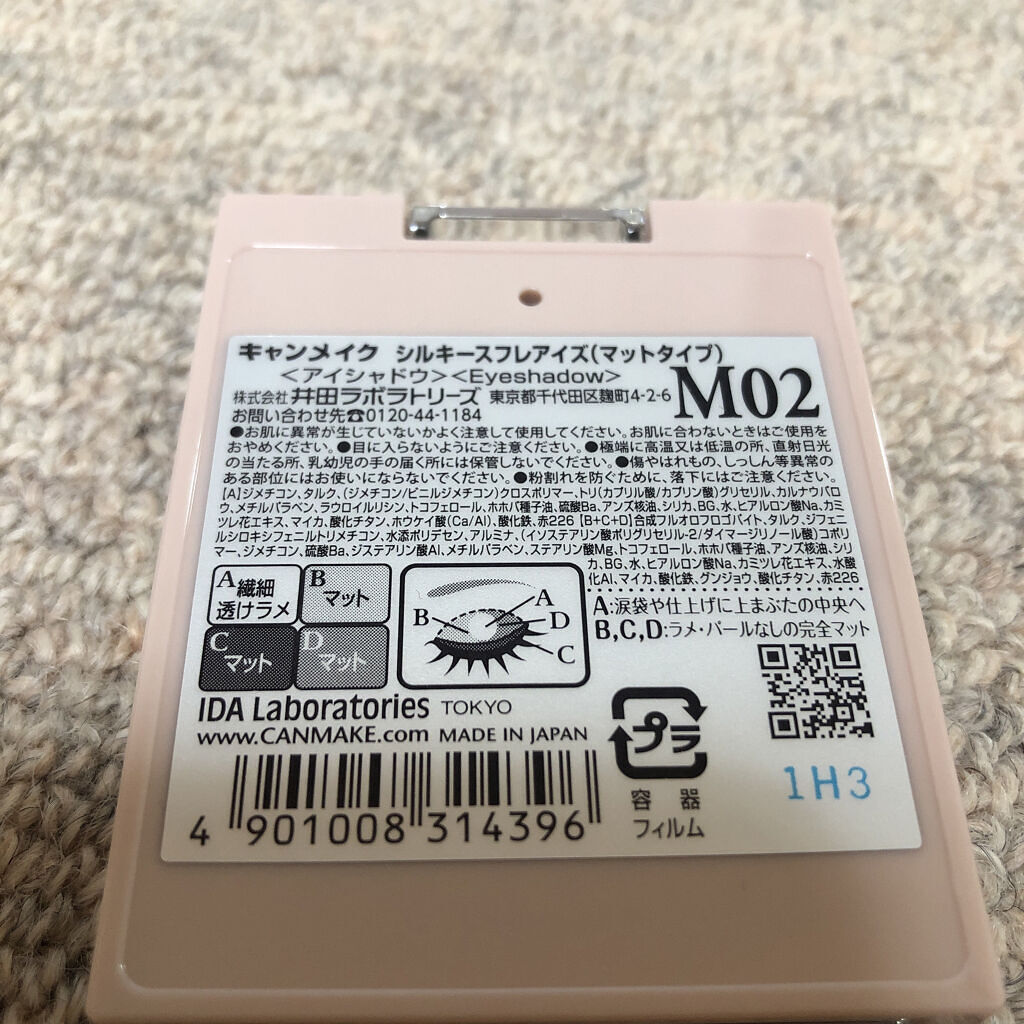 キャンメイク シルキースフレアイズ(マットタイプ)
＜アイシャドウ＞＜Eyeshadow＞
M02
株式会社 井田ラボラトリーズ 東京都千代田区麹町4-2-6
お問い合わせ先☎0120-44-1184
●お肌に異常が生じていないかよく注意して使用してください。お肌に合わないときはご使用を
おやめください。●目に入らないようにご注意ください。●極端に高温又は低温の所、直射日光
の当たる所、乳幼児の手の届く所には保管しないでください。●傷やはれもの、しっしん等異常の
ある部位にはお使いにならないでください。●粉割れを防ぐために、落下にはご注意ください。
【A】ジメチコン、タルク、(ジメチコン/ビニルジメチコン)クロスポリマー、トリ(カプリル酸/カプリン酸)グリセリル、カルナウバロ
ウ、メチルパラベン、ラウロイルリシン、トコフェロール、ホホバ種子油、硫酸Ba、アンズ核油、シリカ、BG、水、ヒアルロン酸Na、カミ
ツレ花エキス、マイカ、酸化チタン、ホウケイ酸(Ca/Al)、酸化鉄、赤226【B+C+D】合成フルオロフロゴパイト、タルク、ジフェニ
ルシロキシフェニルトリメチコン、水添ポリデセン、アルミナ、(イソステアリン酸ポリグリセリル-2/ダイマージリノール酸)コポリ
マー、ジメチコン、硫酸Ba、ジステアリン酸Al、メチルパラベン、ステアリン酸Mg、トコフェロール、ホホバ種子油、アンズ核油、シリ
カ、BG、水、ヒアルロン酸Na、カミツレ花エキス、水酸
化Al、マイカ、酸化鉄、グンジョウ、酸化チタン、赤226
A 繊細
透けラメ
B
マット
C
マット
D
マット
A
B
D
C
A:涙袋や仕上げに上まぶたの中央へ
B,C,D:ラメ・パールなしの完全マット
IDA Laboratories TOKYO
www.CANMAKE.com MADE IN JAPAN
プラ
容器
フィルム
1H3
4 901008 314396